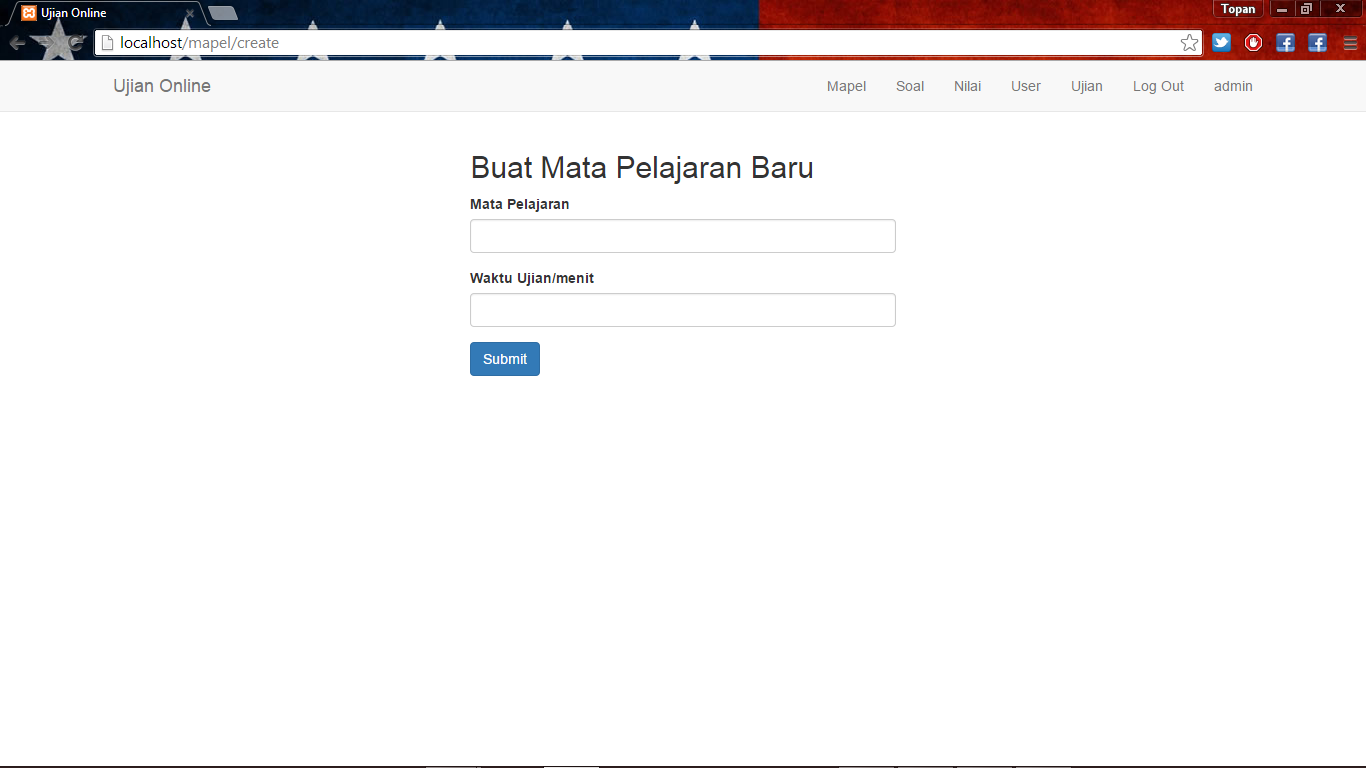 Ujian Online
Topan
localhost/mapel/create
Ujian Online Mapel Soal Nilai User Ujian Log Out admin
Buat Mata Pelajaran Baru
Mata Pelajaran
Waktu Ujian/menit
Submit